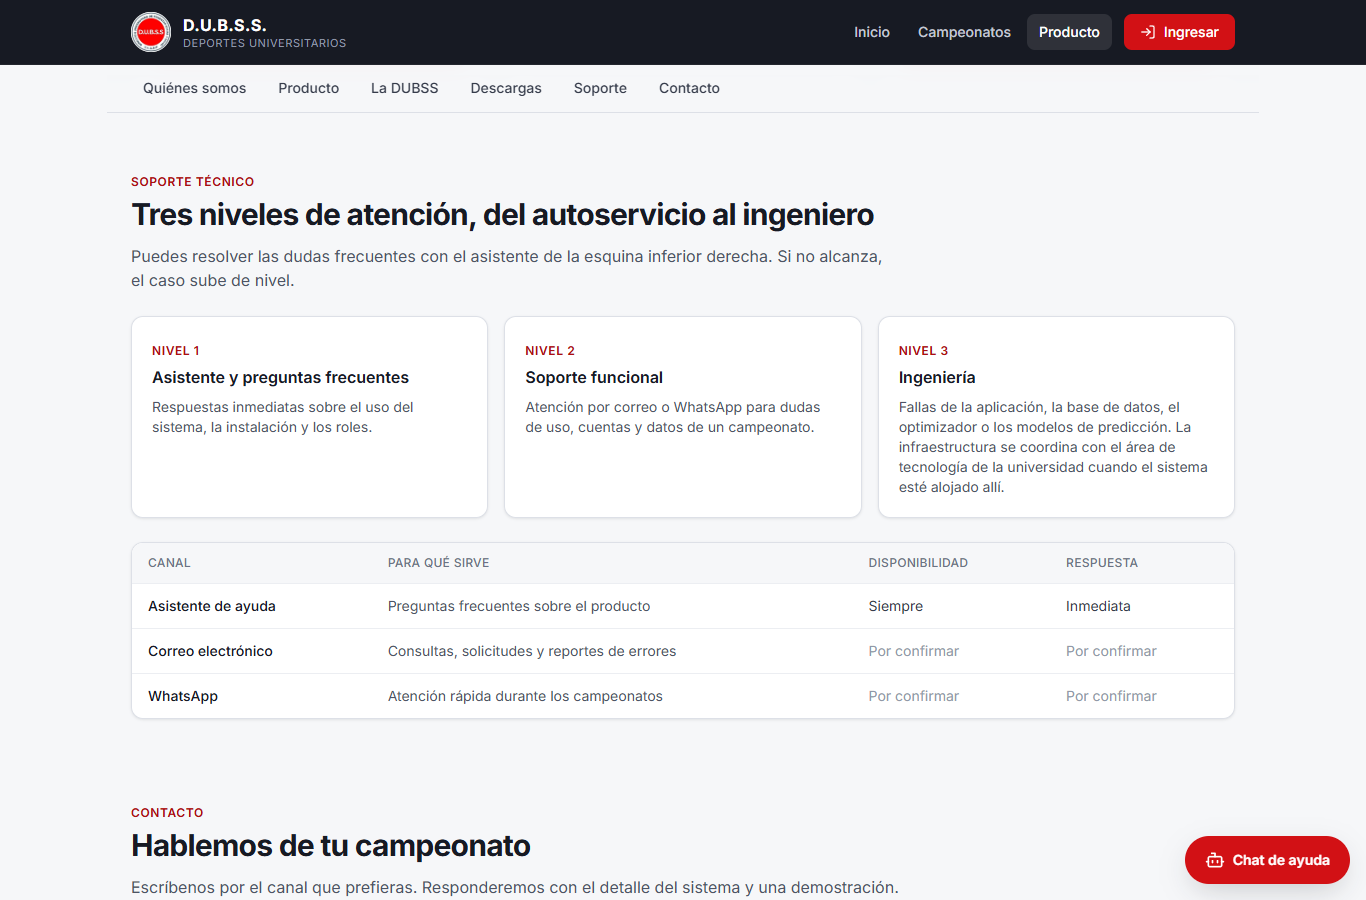 D.U.B.S.S
D.U.B.S.S.
DEPORTES UNIVERSITARIOS
Inicio
Campeonatos
Producto
Ingresar
Quiénes somos
Producto
La DUBSS
Descargas
Soporte
Contacto
SOPORTE TÉCNICO
Tres niveles de atención, del autoservicio al ingeniero
Puedes resolver las dudas frecuentes con el asistente de la esquina inferior derecha. Si no alcanza,
el caso sube de nivel.
NIVEL 1
Asistente y preguntas frecuentes
Respuestas inmediatas sobre el uso del
sistema, la instalación y los roles.
NIVEL 2
Soporte funcional
Atención por correo o WhatsApp para dudas
de uso, cuentas y datos de un campeonato.
NIVEL 3
Ingeniería
Fallas de la aplicación, la base de datos, el
optimizador o los modelos de predicción. La
infraestructura se coordina con el área de
tecnología de la universidad cuando el sistema
esté alojado allí.
CANAL
PARA QUÉ SIRVE
DISPONIBILIDAD
RESPUESTA
Asistente de ayuda
Preguntas frecuentes sobre el producto
Siempre
Inmediata
Correo electrónico
Consultas, solicitudes y reportes de errores
Por confirmar
Por confirmar
WhatsApp
Atención rápida durante los campeonatos
Por confirmar
Por confirmar
CONTACTO
Hablemos de tu campeonato
Escríbenos por el canal que prefieras. Responderemos con el detalle del sistema y una demostración.
Chat de ayuda